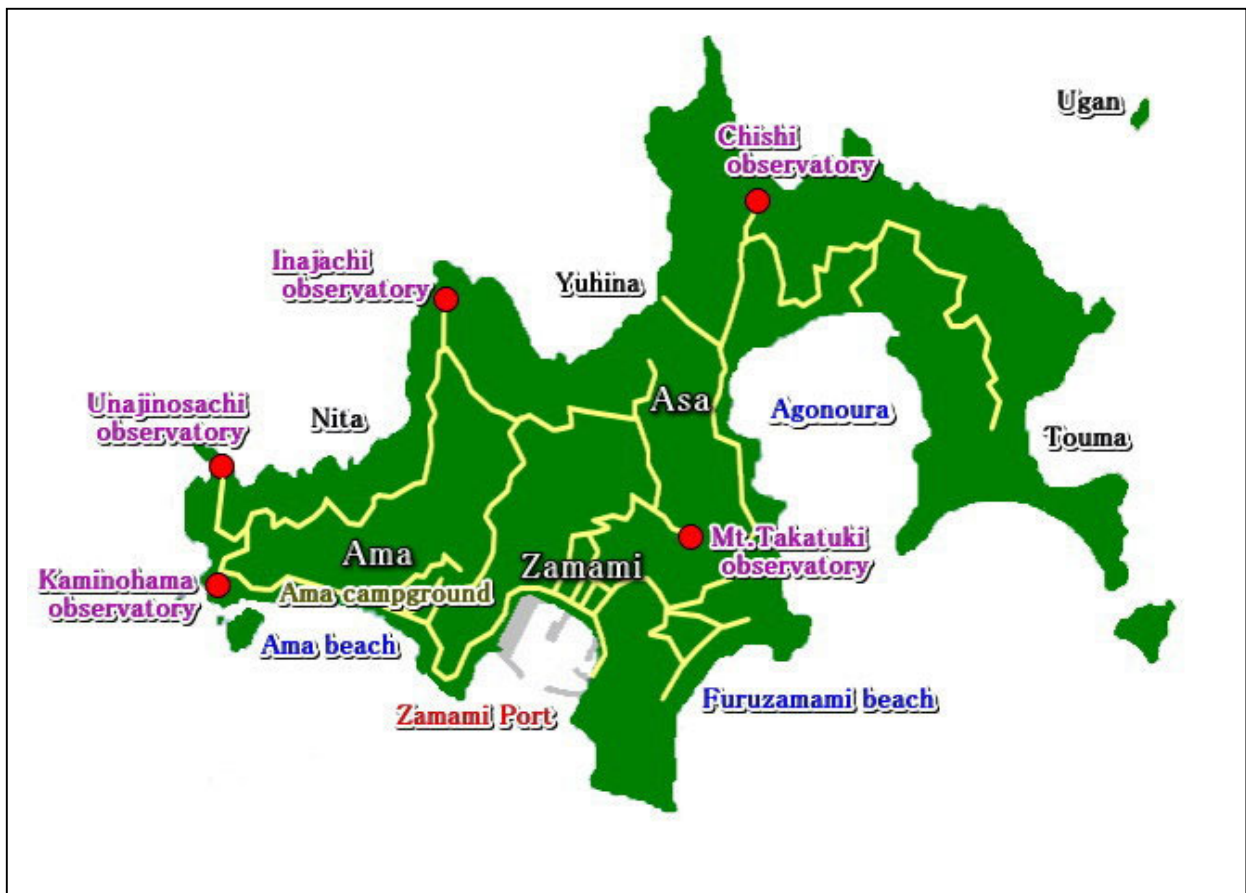 Ugan
Chishi
observatory
Inajachi
observatory
Yuhina
Unajinosachi
observatory
Nita
Asa
Agonoura
Touma
Mt.Takatuki
observatory
Ama
Zamami
Kaminohama
observatory
Ama campground
Ama beach
Zamami Port
Furuzamami beach